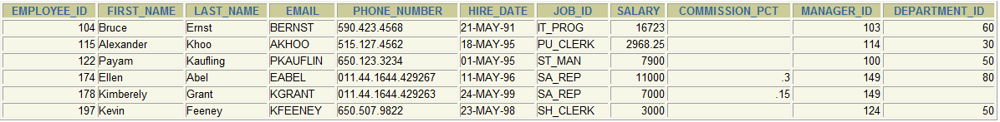 EMPLOYEE_ID FIRST_NAME LAST_NAME EMAIL PHONE_NUMBER HIRE_DATE JOB_ID SALARY COMMISSION_PCT MANAGER_ID DEPARTMENT_ID
104 Bruce Ernst BERNST 590.423.4568 21-MAY-91 IT_PROG 16723 103 60
115 Alexander Khoo AKHOO 515.127.4562 18-MAY-95 PU_CLERK 2968.25 114 30
122 Payam Kaufling PKAUFLIN 650.123.3234 01-MAY-95 ST_MAN 7900 100 50
174 Ellen Abel EABEL 011.44.1644.429267 11-MAY-96 SA_REP 11000 .3 149 80
178 Kimberely Grant KGRANT 011.44.1644.429263 24-MAY-99 SA_REP 7000 .15 149
197 Kevin Feeney KFEENEY 650.507.9822 23-MAY-98 SH_CLERK 3000 124 50